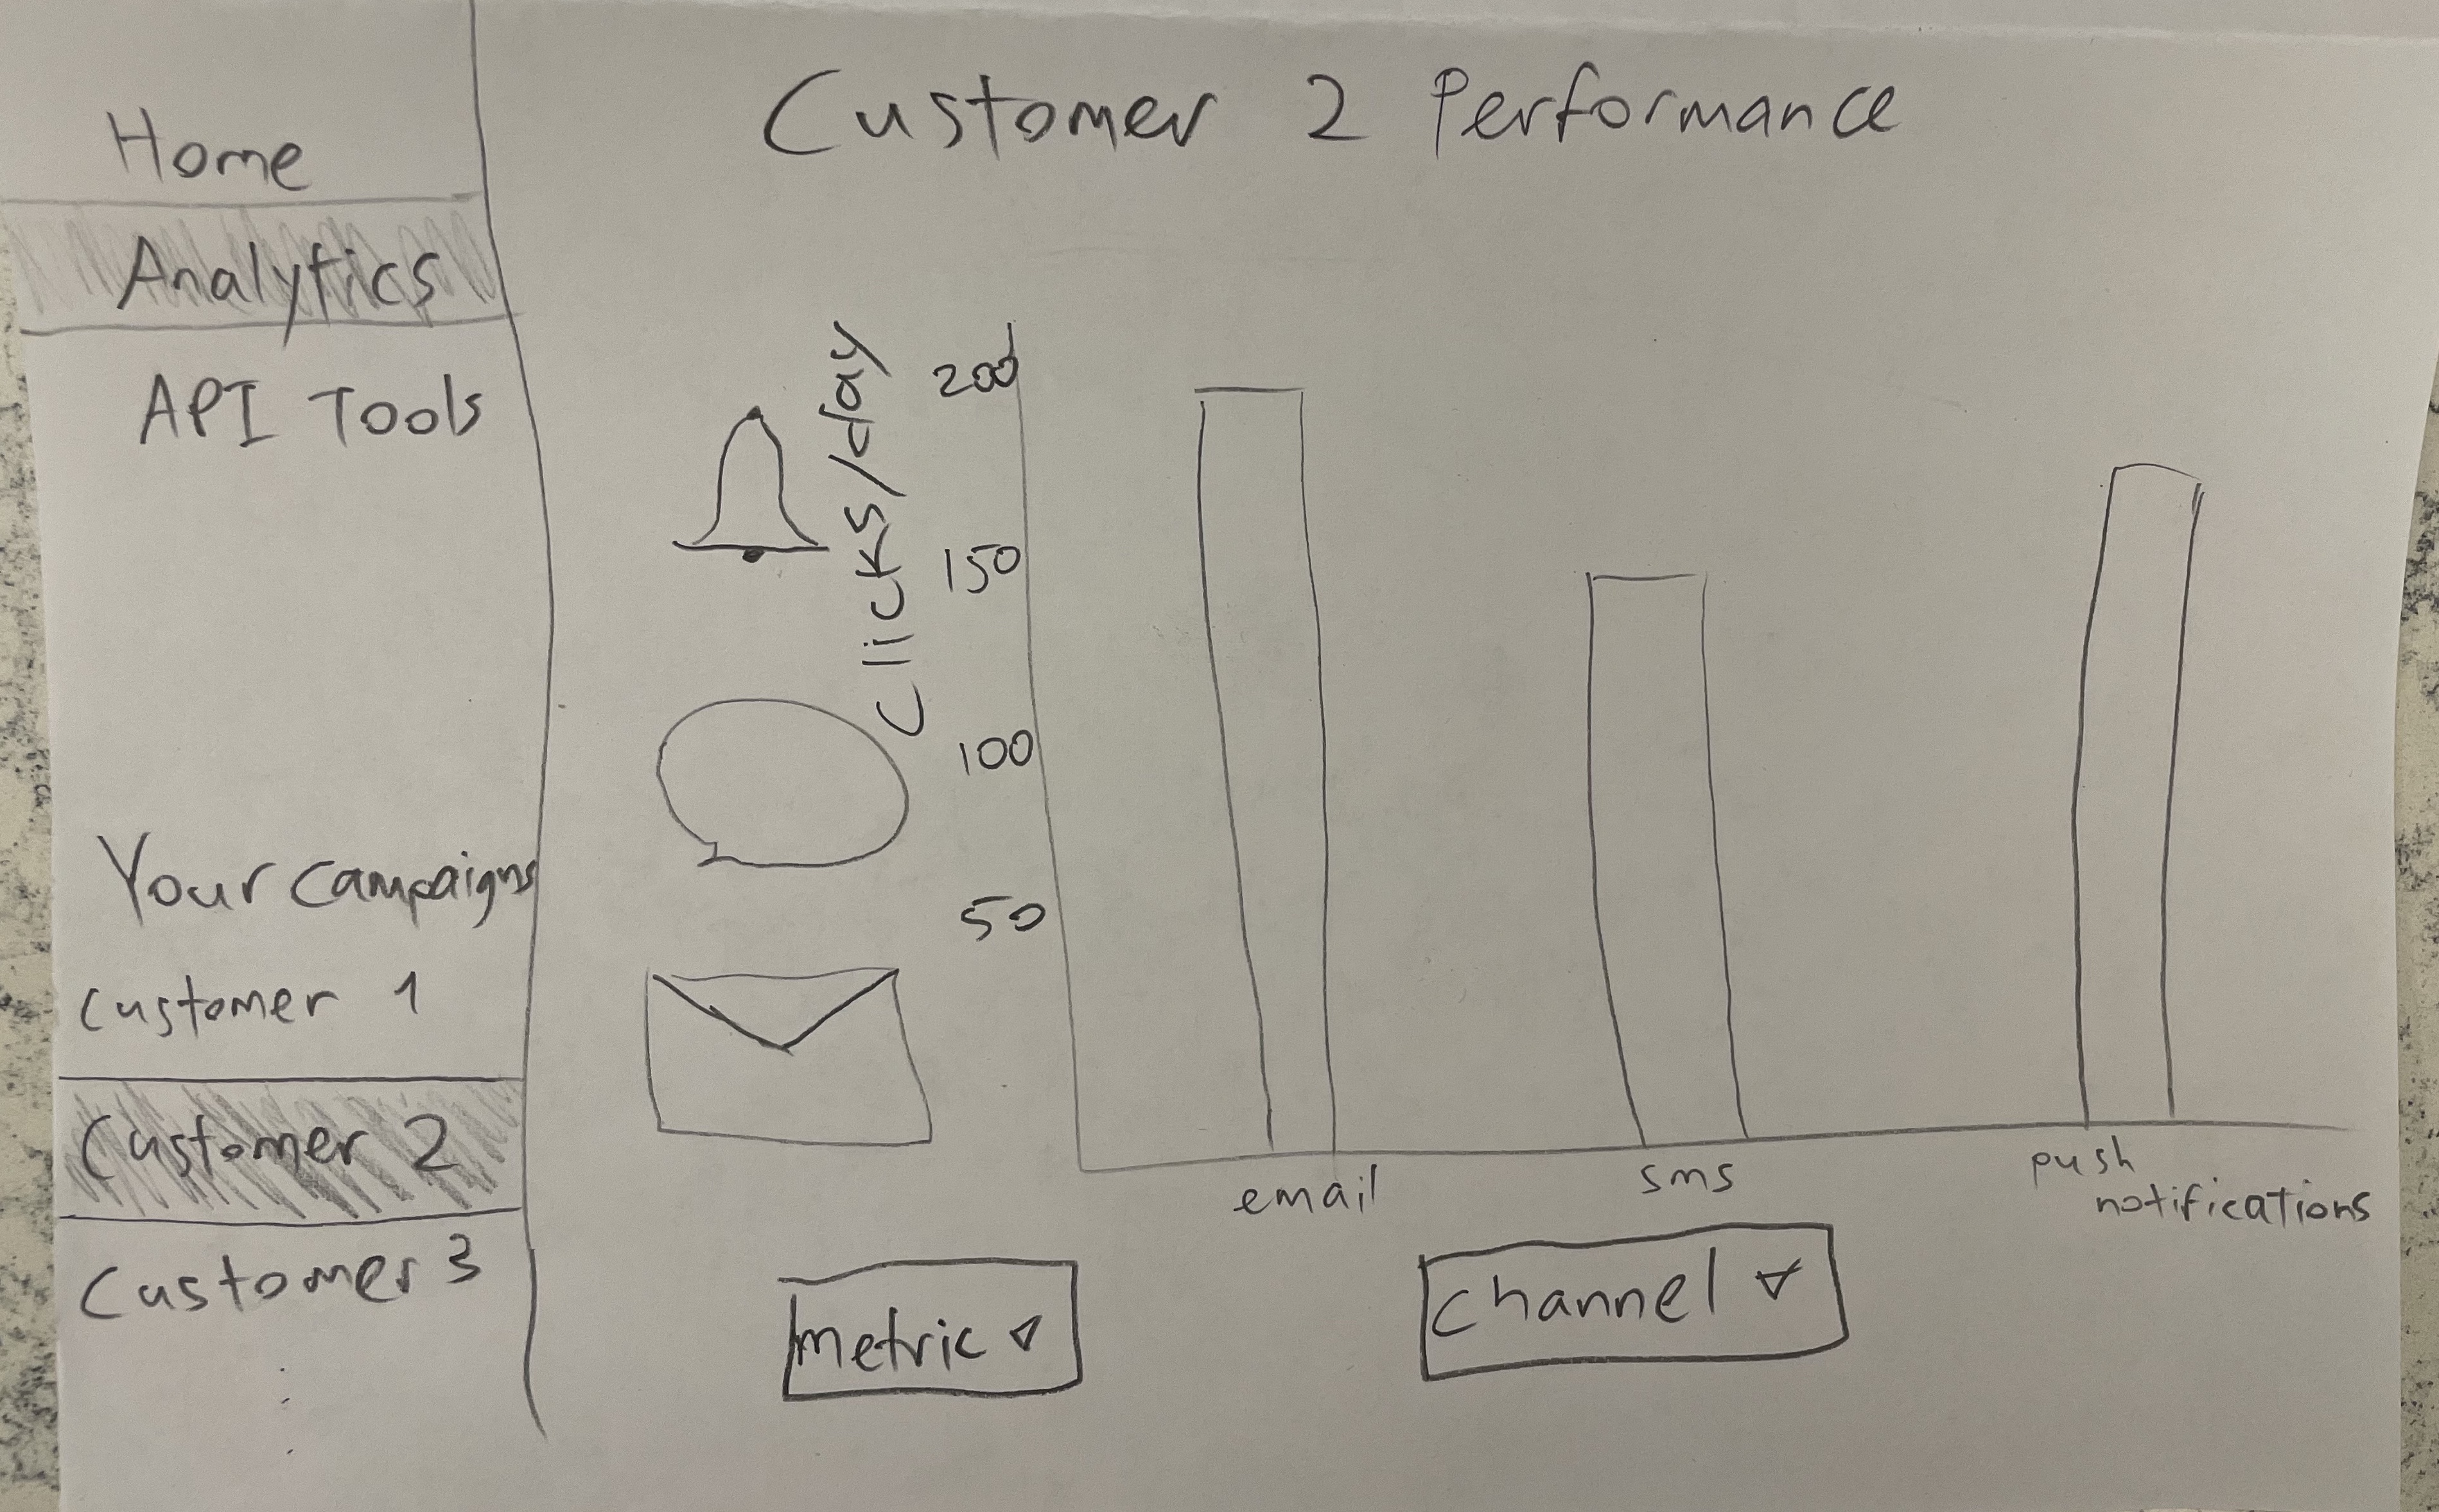 Home
Analytics
API Tools
Your campaigns
Customer 1
Customer 2
Customer 3
Customer 2 Performance
Clicks/day
200
150
100
50
email
sms
push
notifications
metric
channel